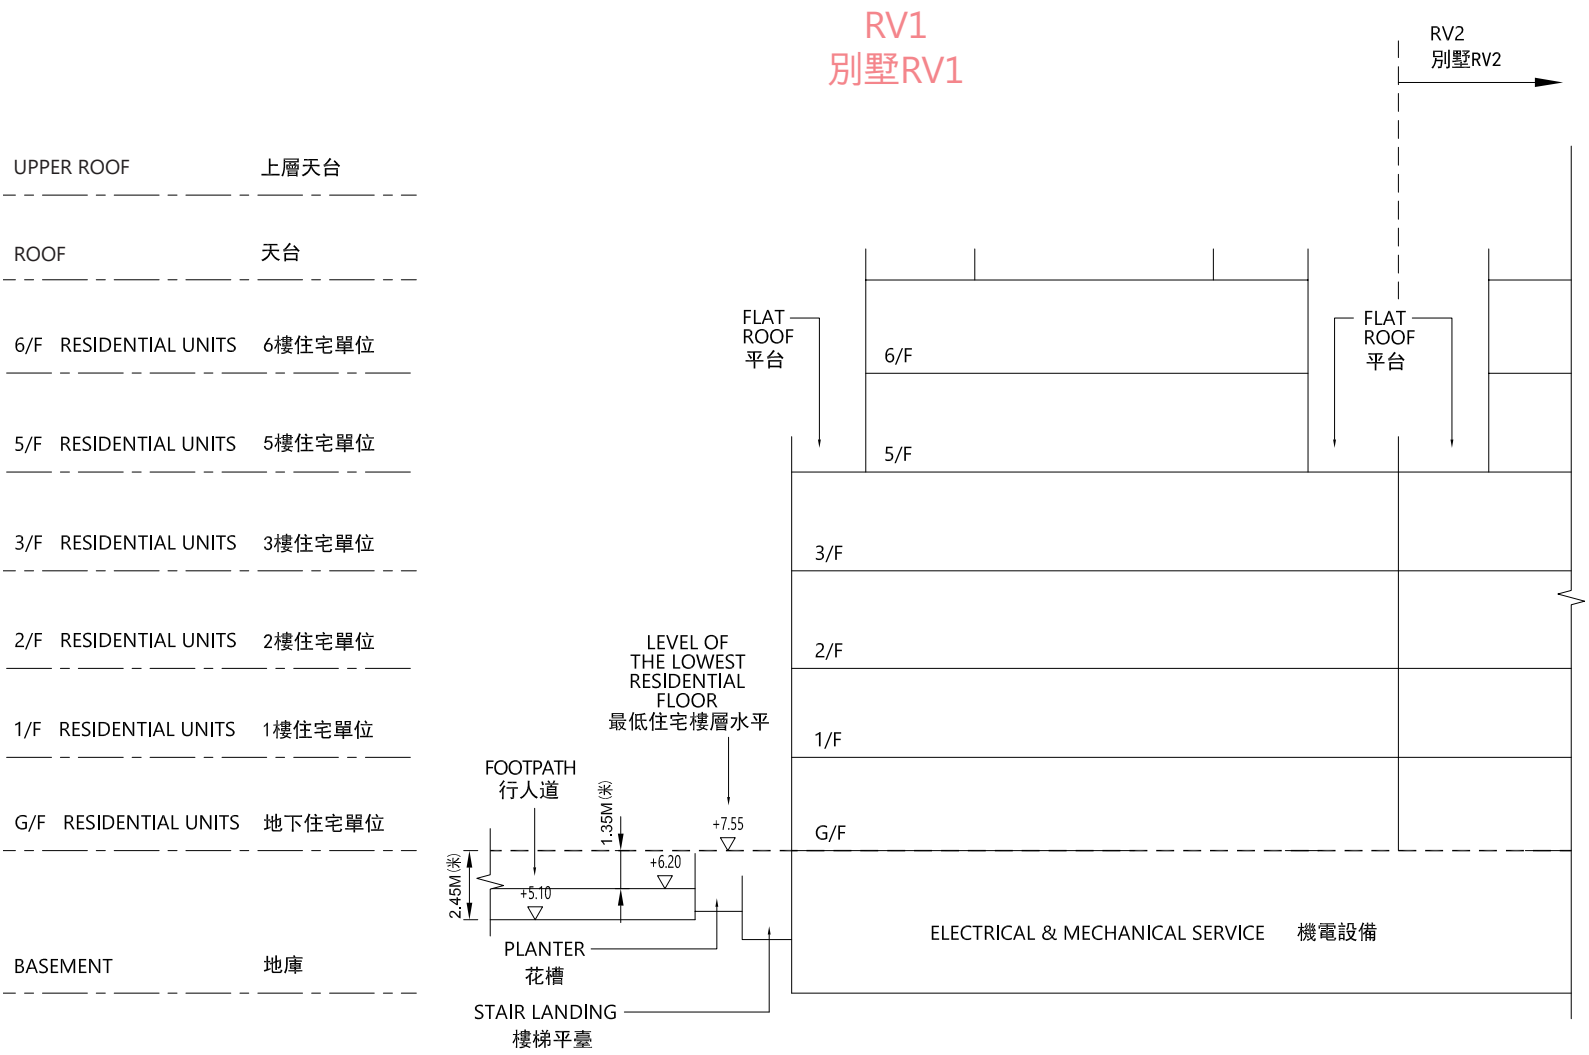 RV1
別墅RV1
RV2
別墅RV2
UPPER ROOF 上層天台
ROOF 天台
6/F RESIDENTIAL UNITS 6樓住宅單位
5/F RESIDENTIAL UNITS 5樓住宅單位
3/F RESIDENTIAL UNITS 3樓住宅單位
2/F RESIDENTIAL UNITS 2樓住宅單位
1/F RESIDENTIAL UNITS 1樓住宅單位
G/F RESIDENTIAL UNITS 地下住宅單位
BASEMENT 地庫
FLAT
ROOF
平台
FLAT
ROOF
平台
6/F
5/F
3/F
2/F
1/F
G/F
LEVEL OF
THE LOWEST
RESIDENTIAL
FLOOR
最低住宅樓層水平
FOOTPATH
行人道
1.35M(米)
+7.55
+6.20
+5.10
2.45M(米)
PLANTER
花槽
STAIR LANDING
樓梯平臺
ELECTRICAL & MECHANICAL SERVICE 機電設備